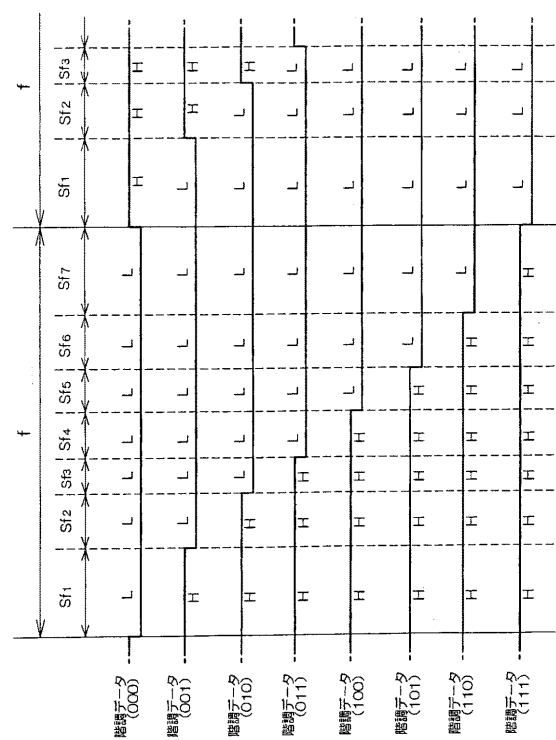 f f
Sf1 Sf2 Sf3 Sf4 Sf5 Sf6 Sf7 Sf1 Sf2 Sf3
階調データ
(000)
L L L L L L L H H H
階調データ
(001)
H L L L L L L L H H
階調データ
(010)
H H L L L L L L L H
階調データ
(011)
H H H L L L L L L L
階調データ
(100)
H H H H L L L L L L
階調データ
(101)
H H H H H L L L L L
階調データ
(110)
H H H H H H L L L L
階調データ
(111)
H H H H H H H L L L